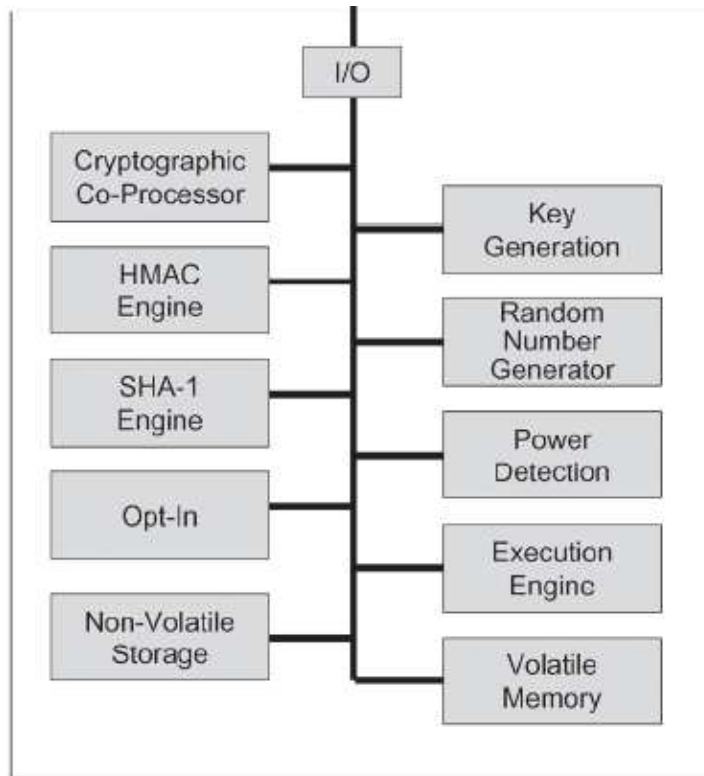 I/O
Cryptographic
Co-Processor
HMAC
Engine
SHA-1
Engine
Opt-In
Non-Volatile
Storage
Key
Generation
Random
Number
Generator
Power
Detection
Execution
Enginc
Volatile
Memory